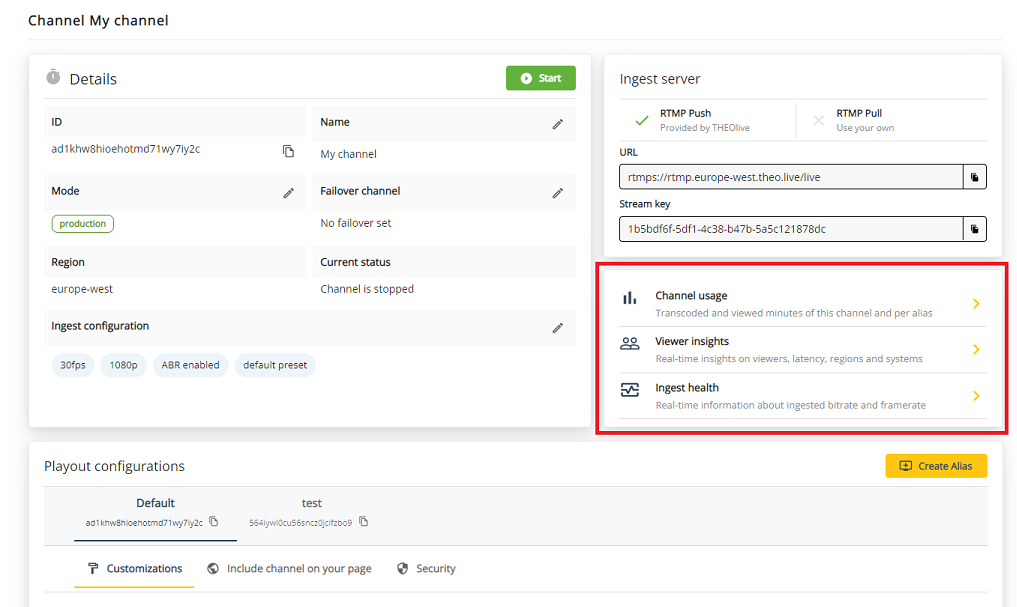 Channel My channel
Details
Start
ID
ad1khw8hioehotmd71wy7iy2c
Name
My channel
Mode
production
Failover channel
No failover set
Region
europe-west
Current status
Channel is stopped
Ingest configuration
30fps
1080p
ABR enabled
default preset
Ingest server
RTMP Push
Provided by THEOlive
RTMP Pull
Use your own
URL
rtmps://rtmp.europe-west.theo.live/live
Stream key
1b5bdf6f-5df1-4c38-b47b-5a5c121878dc
Channel usage
Transcoded and viewed minutes of this channel and per alias
Viewer insights
Real-time insights on viewers, latency, regions and systems
Ingest health
Real-time information about ingested bitrate and framerate
Playout configurations
Create Alias
Default
ad1khw8hioehotmd71wy7iy2c
test
564iywl0cu56sncz0jcifzbo9
Customizations
Include channel on your page
Security